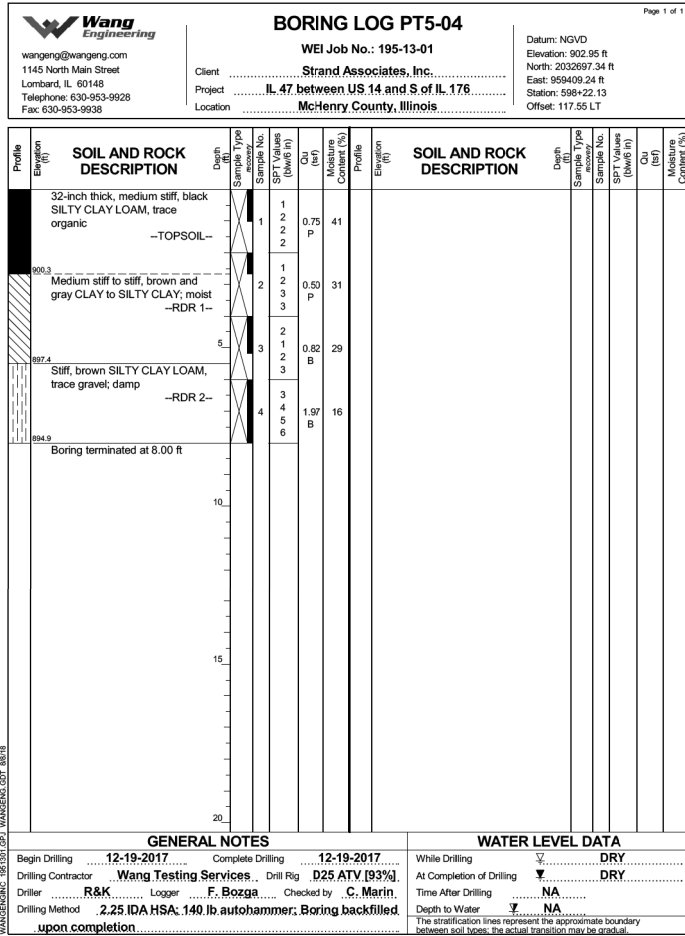 Page 1 of 1
Wang
Engineering
wangeng@wangeng.com
1145 North Main Street
Lombard, IL 60148
Telephone: 630-953-9928
Fax: 630-953-9938
BORING LOG PT5-04
WEI Job No.: 195-13-01
Client Strand Associates, Inc.
Project IL 47 between US 14 and S of IL 176
Location McHenry County, Illinois
Datum: NGVD
Elevation: 902.95 ft
North: 2032697.34 ft
East: 959409.24 ft
Station: 598+22.13
Offset: 117.55 LT
Profile
Elevation (ft)
SOIL AND ROCK DESCRIPTION
Depth (ft)
Sample Type recovery
Sample No.
SPT Values (blw/6 in)
Qu (tsf)
Moisture Content (%)
Profile
Elevation (ft)
SOIL AND ROCK DESCRIPTION
Depth (ft)
Sample Type recovery
Sample No.
SPT Values (blw/6 in)
Qu (tsf)
Moisture Content (%)
32-inch thick, medium stiff, black
SILTY CLAY LOAM, trace
organic
--TOPSOIL--
1
1
2
2
2
0.75
P
41
900.3
Medium stiff to stiff, brown and
gray CLAY to SILTY CLAY; moist
--RDR 1--
2
1
2
3
3
0.50
P
31
5
3
2
1
2
3
0.82
B
29
897.4
Stiff, brown SILTY CLAY LOAM,
trace gravel; damp
--RDR 2--
4
3
4
5
6
1.97
B
16
894.9
Boring terminated at 8.00 ft
10
15
20
WANGENGINC 1951301.GPJ WANGENG.GDT 8/8/18
GENERAL NOTES
Begin Drilling 12-19-2017 Complete Drilling 12-19-2017
Drilling Contractor Wang Testing Services Drill Rig D25 ATV [93%]
Driller R&K Logger F. Bozga Checked by C. Marin
Drilling Method 2.25 IDA HSA; 140 lb autohammer; Boring backfilled
upon completion
WATER LEVEL DATA
While Drilling DRY
At Completion of Drilling DRY
Time After Drilling NA
Depth to Water NA
The stratification lines represent the approximate boundary
between soil types; the actual transition may be gradual.